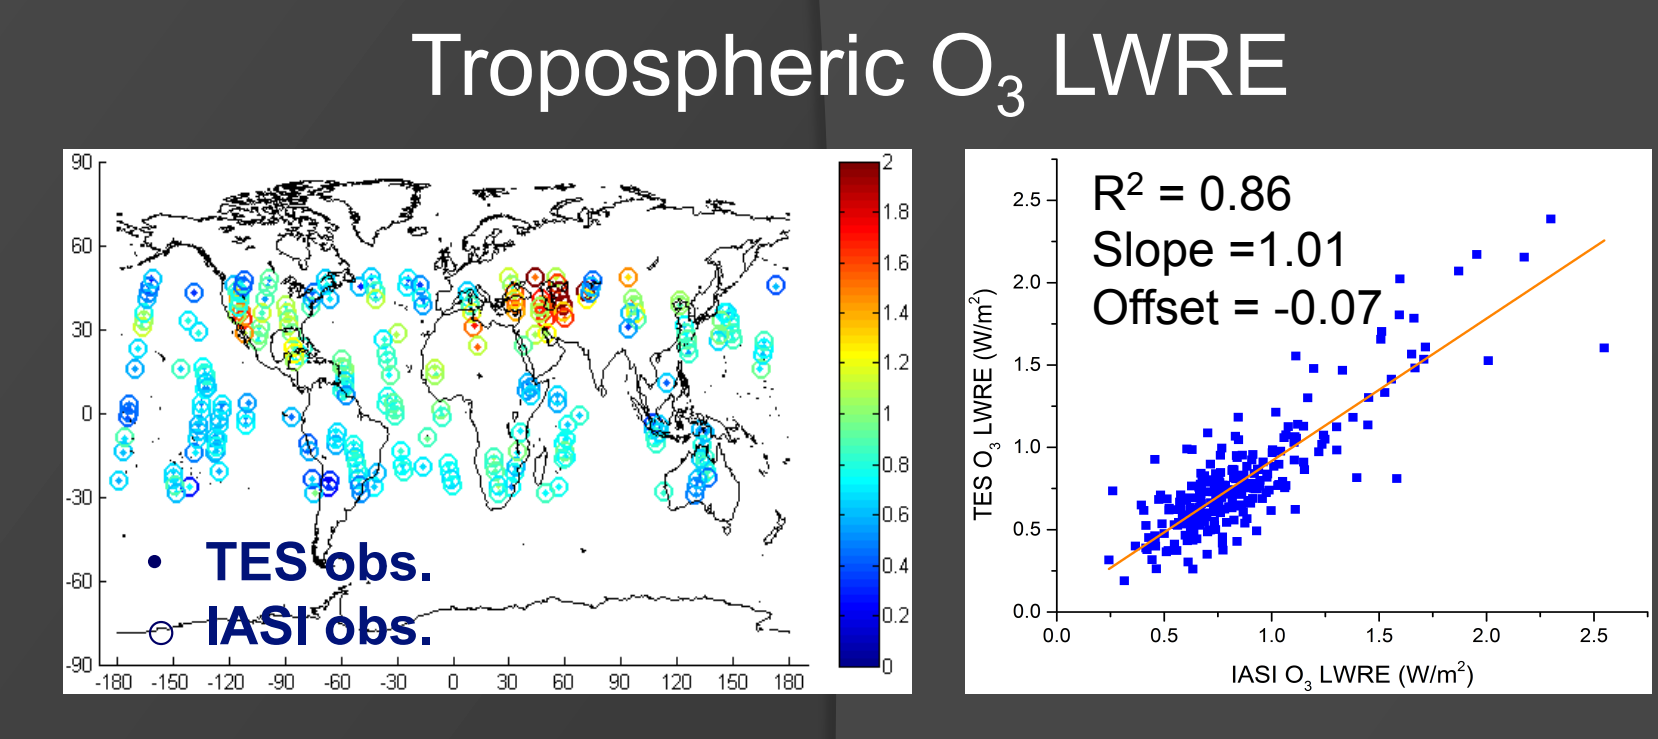 Tropospheric O3 LWRE
90
60
30
0
-30
-60
-90
-180 -150 -120 -90 -60 -30 0 30 60 90 120 150 180
TES obs.
IASI obs.
2
1.8
1.6
1.4
1.2
1
0.8
0.6
0.4
0.2
0
R² = 0.86
Slope =1.01
Offset = -0.07
TES O3 LWRE (W/m²)
2.5
2.0
1.5
1.0
0.5
0.0
0.0 0.5 1.0 1.5 2.0 2.5
IASI O3 LWRE (W/m²)